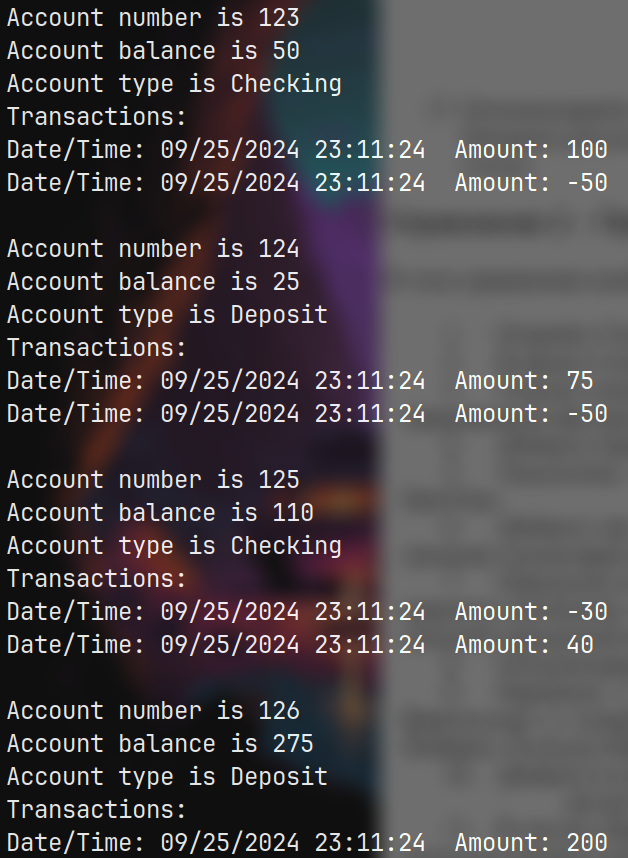 Account number is 123
Account balance is 50
Account type is Checking
Transactions:
Date/Time: 09/25/2024 23:11:24  Amount: 100
Date/Time: 09/25/2024 23:11:24  Amount: -50

Account number is 124
Account balance is 25
Account type is Deposit
Transactions:
Date/Time: 09/25/2024 23:11:24  Amount: 75
Date/Time: 09/25/2024 23:11:24  Amount: -50

Account number is 125
Account balance is 110
Account type is Checking
Transactions:
Date/Time: 09/25/2024 23:11:24  Amount: -30
Date/Time: 09/25/2024 23:11:24  Amount: 40

Account number is 126
Account balance is 275
Account type is Deposit
Transactions:
Date/Time: 09/25/2024 23:11:24  Amount: 200